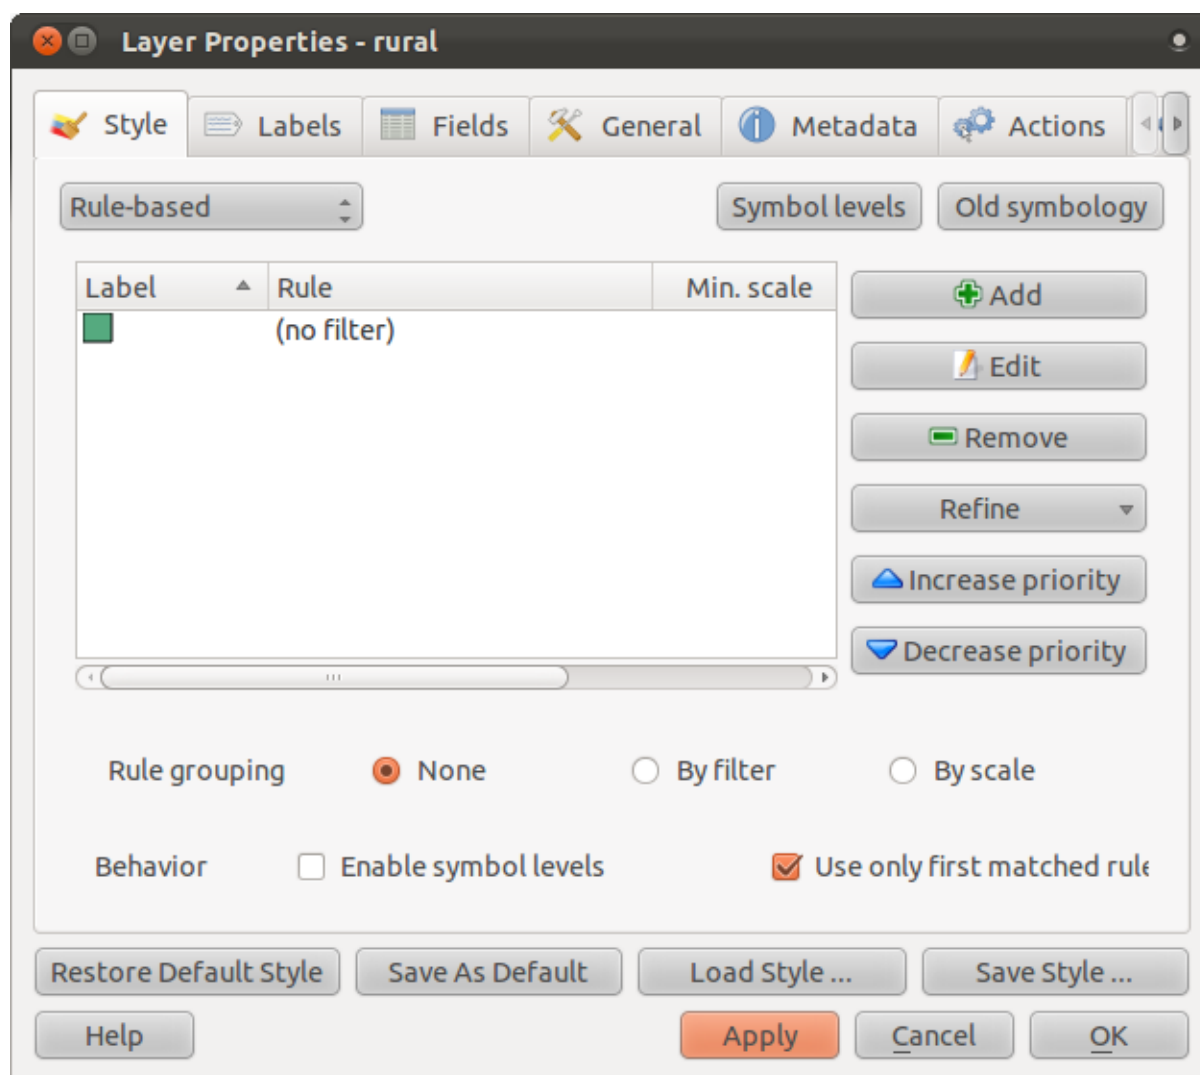 Layer Properties - rural
Style Labels Fields General Metadata Actions
Rule-based Symbol levels Old symbology
Label Rule Min. scale
(no filter)
Add
Edit
Remove
Refine
Increase priority
Decrease priority
Rule grouping None By filter By scale
Behavior Enable symbol levels Use only first matched rule
Restore Default Style Save As Default Load Style ... Save Style ...
Help Apply Cancel OK